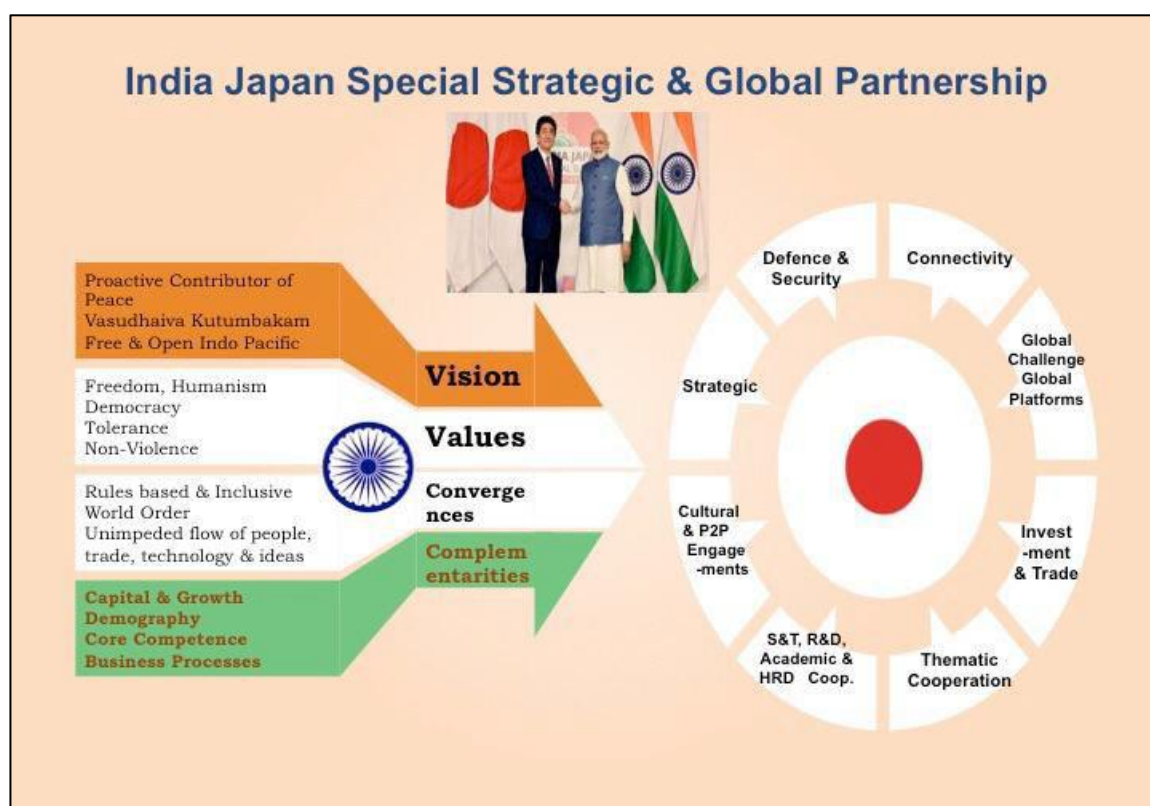 India Japan Special Strategic & Global Partnership
Proactive Contributor of
Peace
Vasudhaiva Kutumbakam
Free & Open Indo Pacific
Vision
Freedom, Humanism
Democracy
Tolerance
Non-Violence
Values
Rules based & Inclusive
World Order
Unimpeded flow of people,
trade, technology & ideas
Converge
nces
Capital & Growth
Demography
Core Competence
Business Processes
Complem
entarities
Defence &
Security
Connectivity
Global
Challenge
Global
Platforms
Invest
-ment
& Trade
Thematic
Cooperation
S&T, R&D,
Academic &
HRD Coop.
Cultural
& P2P
Engage
-ments
Strategic